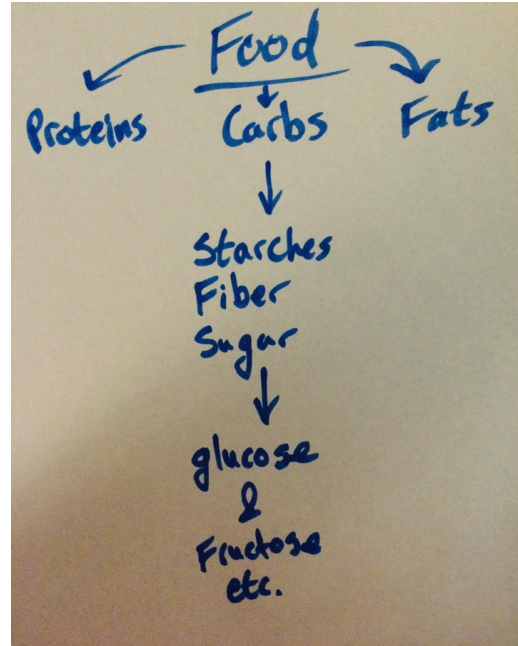 Food
Proteins Carbs Fats
Starches
Fiber
Sugar
glucose
&
Fructose
etc.